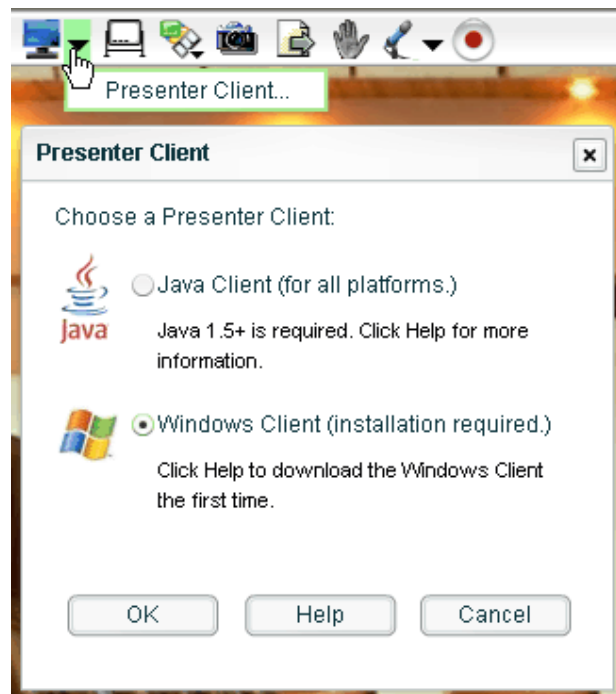 Presenter Client...
Presenter Client
Choose a Presenter Client:
Java Client (for all platforms.)
Java
Java 1.5+ is required. Click Help for more
information.
Windows Client (installation required.)
Click Help to download the Windows Client
the first time.
OK Help Cancel